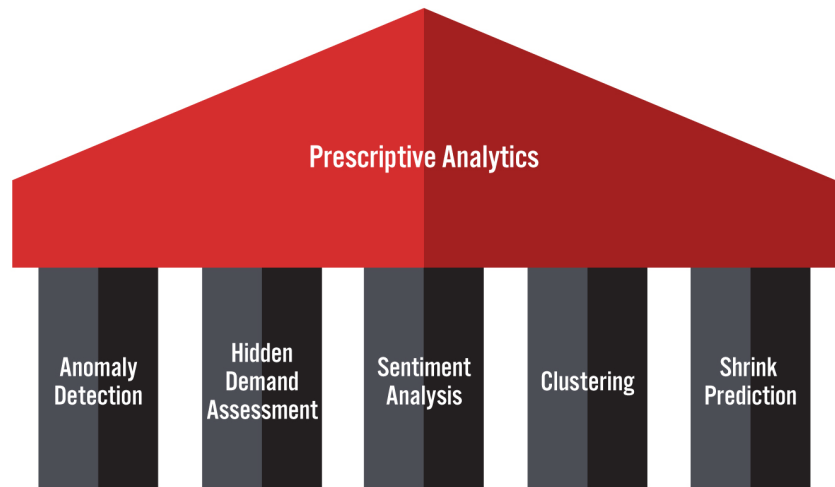 Prescriptive Analytics
Anomaly
Detection
Hidden
Demand
Assessment
Sentiment
Analysis
Clustering
Shrink
Prediction